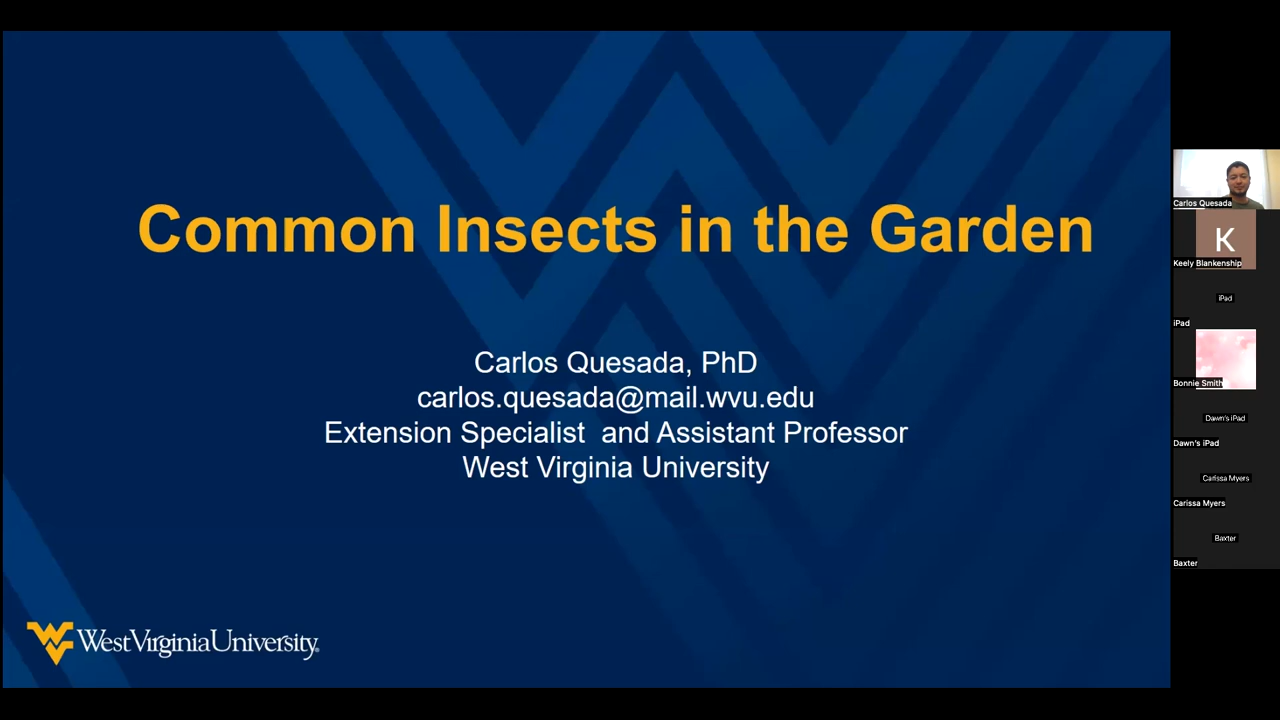 Common Insects in the Garden
Carlos Quesada, PhD
carlos.quesada@mail.wvu.edu
Extension Specialist  and Assistant Professor
West Virginia University
WestVirginiaUniversity®
Carlos Quesada
K
Keely Blankenship
iPad
iPad
Bonnie Smith
Dawn's iPad
Dawn's iPad
Carissa Myers
Carissa Myers
Baxter
Baxter